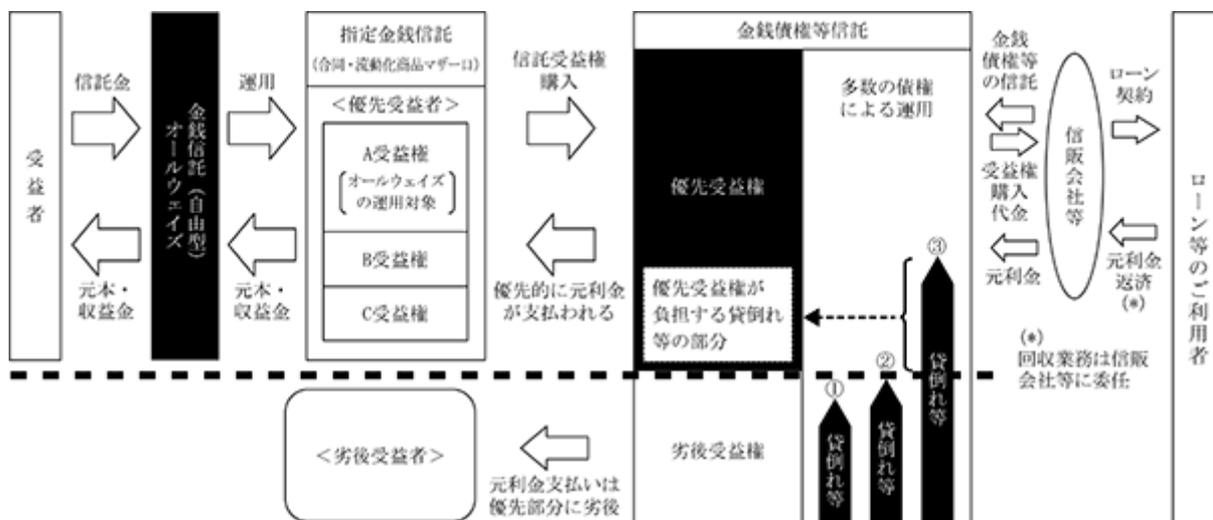 受益者
信託金
元本・
収益金
金銭信託(自由型)
オールウェイズ
運用
元本・
収益金
指定金銭信託
(合同・流動化商品マザー口)
<優先受益者>
A受益権
オールウェイズ
の運用対象
B受益権
C受益権
信託受益権
購入
優先的に元利金
が支払われる
<劣後受益者>
元利金支払いは
優先部分に劣後
金銭債権等信託
優先受益権
優先受益権が
負担する貸倒れ
等の部分
劣後受益権
多数の債権
による運用
①
貸倒れ等
②
貸倒れ等
③
貸倒れ等
金銭
債権等
の信託
受益権
購入
代金
元利金
信販会社等
ローン
契約
元利金
返済
(*)
(*)
回収業務は信販
会社等に委任
ローン等のご利用者